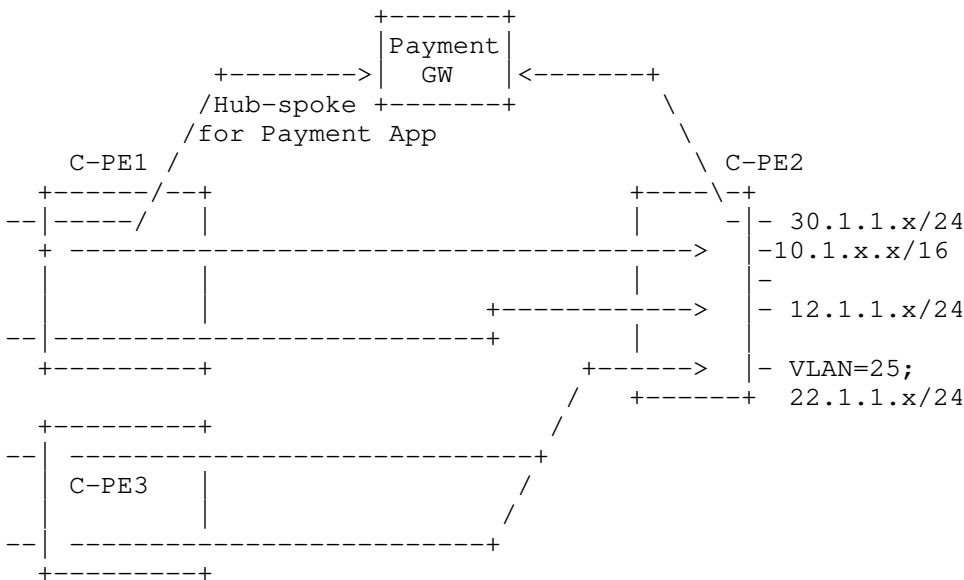 Payment
GW
Hub-spoke
for Payment App
C-PE1
C-PE2
30.1.1.x/24
10.1.x.x/16
12.1.1.x/24
VLAN=25;
22.1.1.x/24
C-PE3